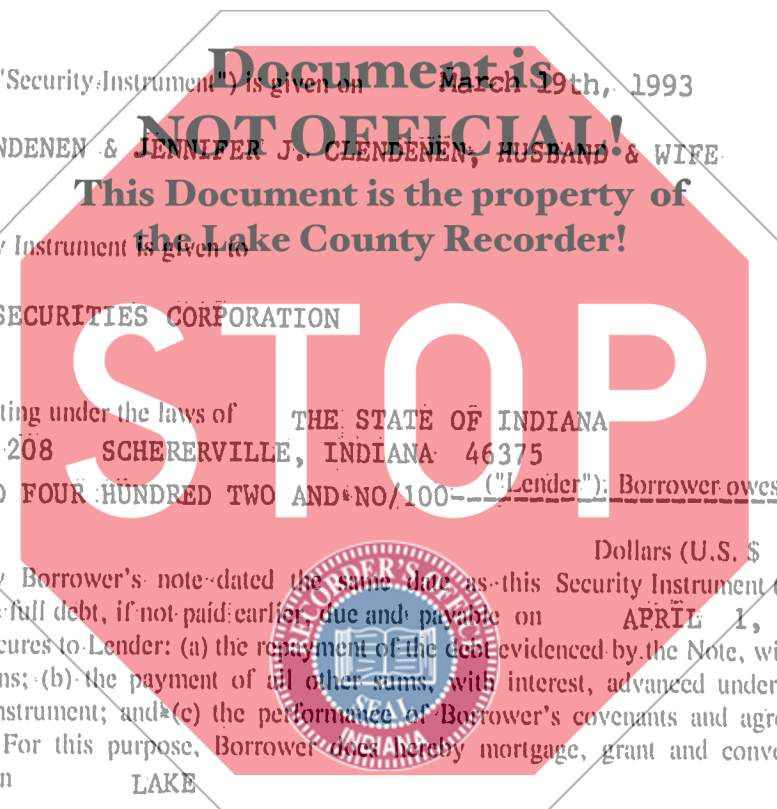 Document is
"Security Instrument") is given on March 19th, 1993
NOT OFFICIAL!
NDENEN & JENNIFER J. CLENDENEN, HUSBAND & WIFE
This Document is the property of
the Lake County Recorder!
y Instrument is given to
SECURITIES CORPORATION
STOP
ting under the laws of THE STATE OF INDIANA
208 SCHERERVILLE, INDIANA 46375
D FOUR HUNDRED TWO AND NO/100-- ("Lender"). Borrower owes
Dollars (U.S. $
y Borrower's note dated the same date as this Security Instrument (
e full debt, if not paid earlier, due and payable on APRIL 1,
cures to Lender: (a) the repayment of the debt evidenced by the Note, wi
ns; (b) the payment of all other sums, with interest, advanced under
nstrument; and (c) the performance of Borrower's covenants and agre
For this purpose, Borrower does hereby mortgage, grant and conve
n LAKE
RECORDER'S OFFICE
SEAL
INDIANA